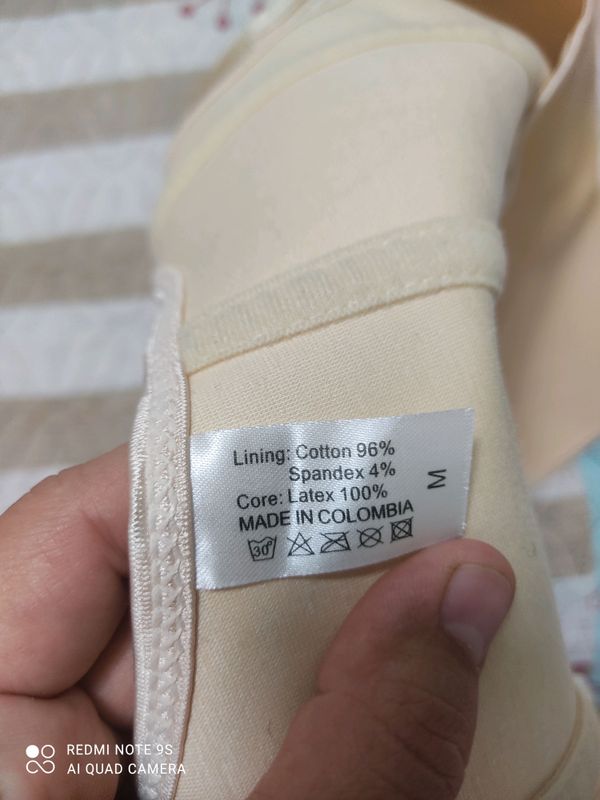 Lining: Cotton 96%
Spandex 4%
Core: Latex 100%
MADE IN COLOMBIA
M
30°
REDMI NOTE 9S
AI QUAD CAMERA